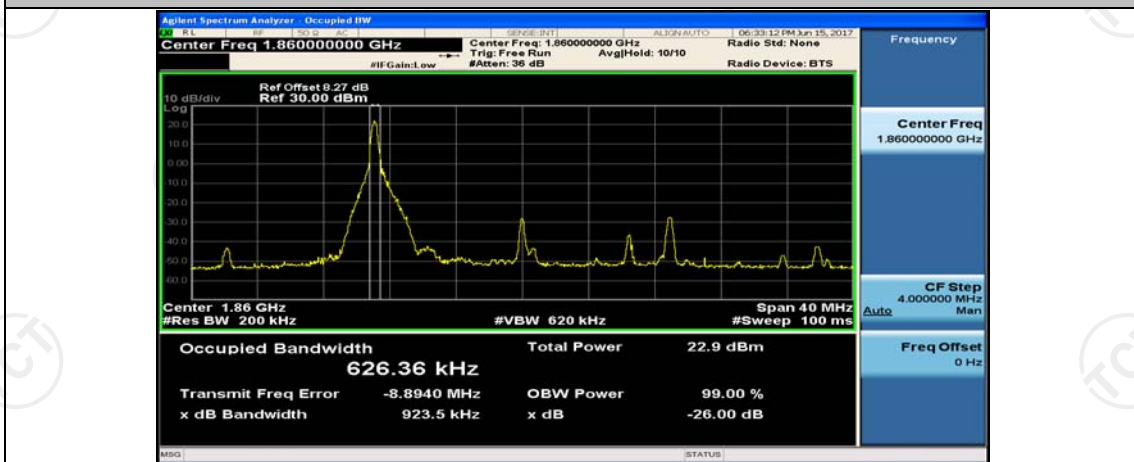 Agilent Spectrum Analyzer - Occupied BW
RL RF 50 Ω AC SENSE:INT ALIGN AUTO 06:33:12 PM Jun 15, 2017
Center Freq 1.860000000 GHz
Center Freq: 1.860000000 GHz
Radio Std: None
Trig: Free Run Avg|Hold: 10/10
#IFGain:Low
#Atten: 36 dB
Radio Device: BTS
Ref Offset 8.27 dB
10 dB/div Ref 30.00 dBm
Log
20.0
10.0
0.00
-10.0
-20.0
-30.0
-40.0
-50.0
-60.0
Center 1.86 GHz
Span 40 MHz
#Res BW 200 kHz
#VBW 620 kHz
#Sweep 100 ms
Occupied Bandwidth
626.36 kHz
Total Power 22.9 dBm
Transmit Freq Error -8.8940 MHz
OBW Power 99.00 %
x dB Bandwidth 923.5 kHz
x dB -26.00 dB
MSG
STATUS
Frequency
Center Freq
1.860000000 GHz
CF Step
4.000000 MHz
Auto Man
Freq Offset
0 Hz
TCT
TCT